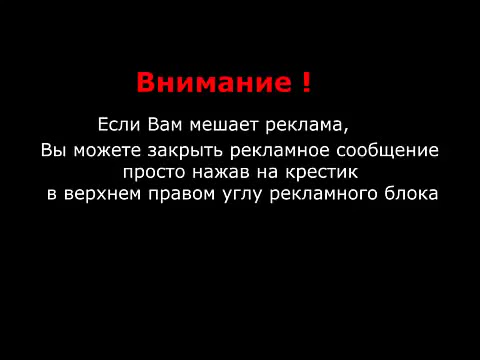 Внимание !
Если Вам мешает реклама,
Вы можете закрыть рекламное сообщение
просто нажав на крестик
в верхнем правом углу рекламного блока